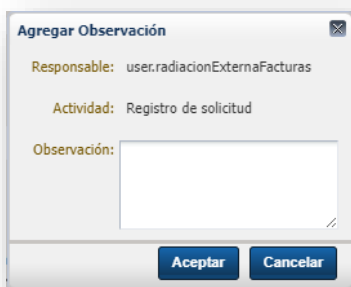 Agregar Observación
Responsable: user.radiacionExternaFacturas
Actividad: Registro de solicitud
Observación:
Aceptar Cancelar